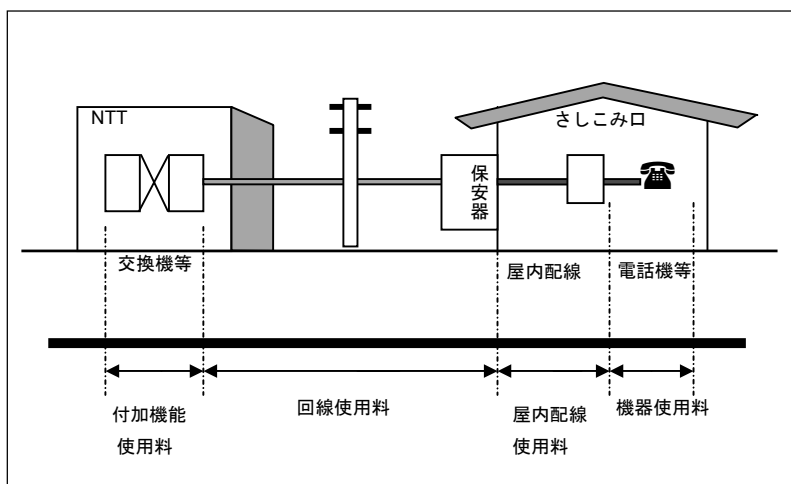 NTT
さしこみ口
保安器
交換機等
屋内配線
電話機等
付加機能
使用料
回線使用料
屋内配線
使用料
機器使用料